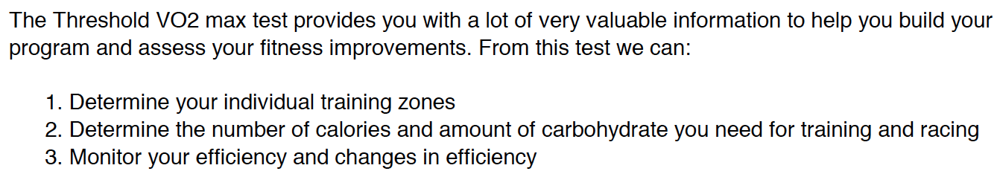 The Threshold VO2 max test provides you with a lot of very valuable information to help you build your
program and assess your fitness improvements. From this test we can:
1. Determine your individual training zones
2. Determine the number of calories and amount of carbohydrate you need for training and racing
3. Monitor your efficiency and changes in efficiency